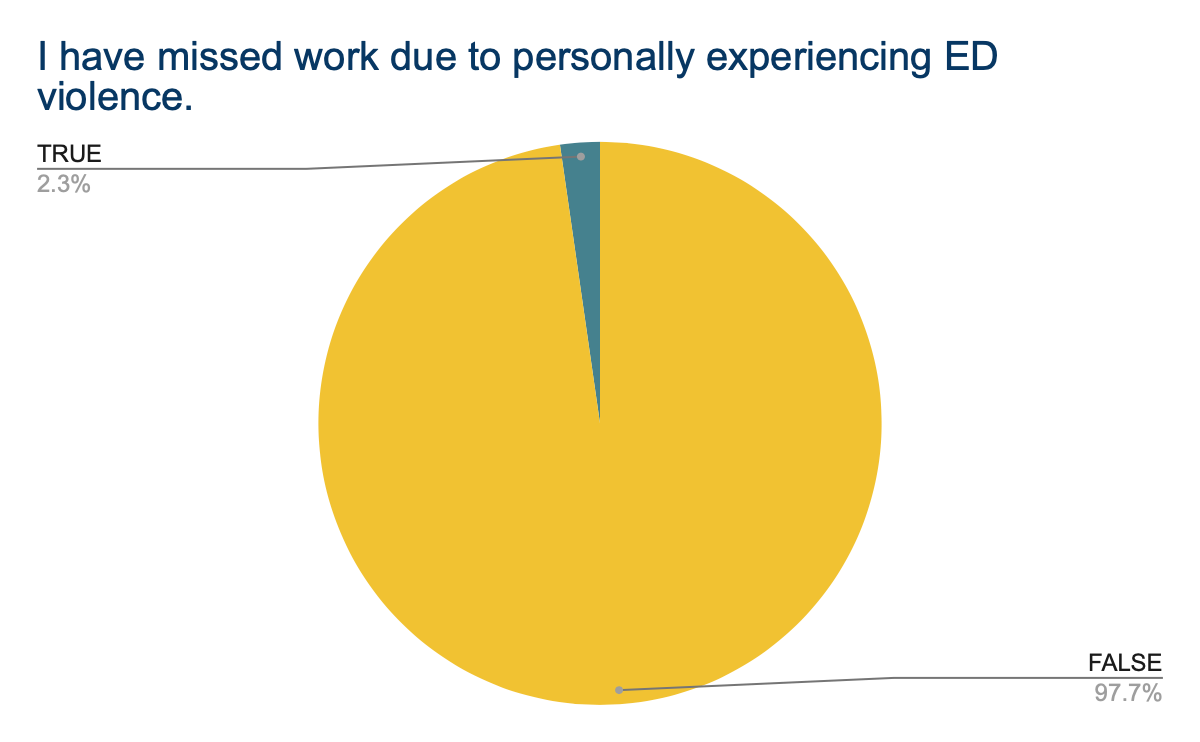 I have missed work due to personally experiencing ED
violence.
TRUE
2.3%
FALSE
97.7%